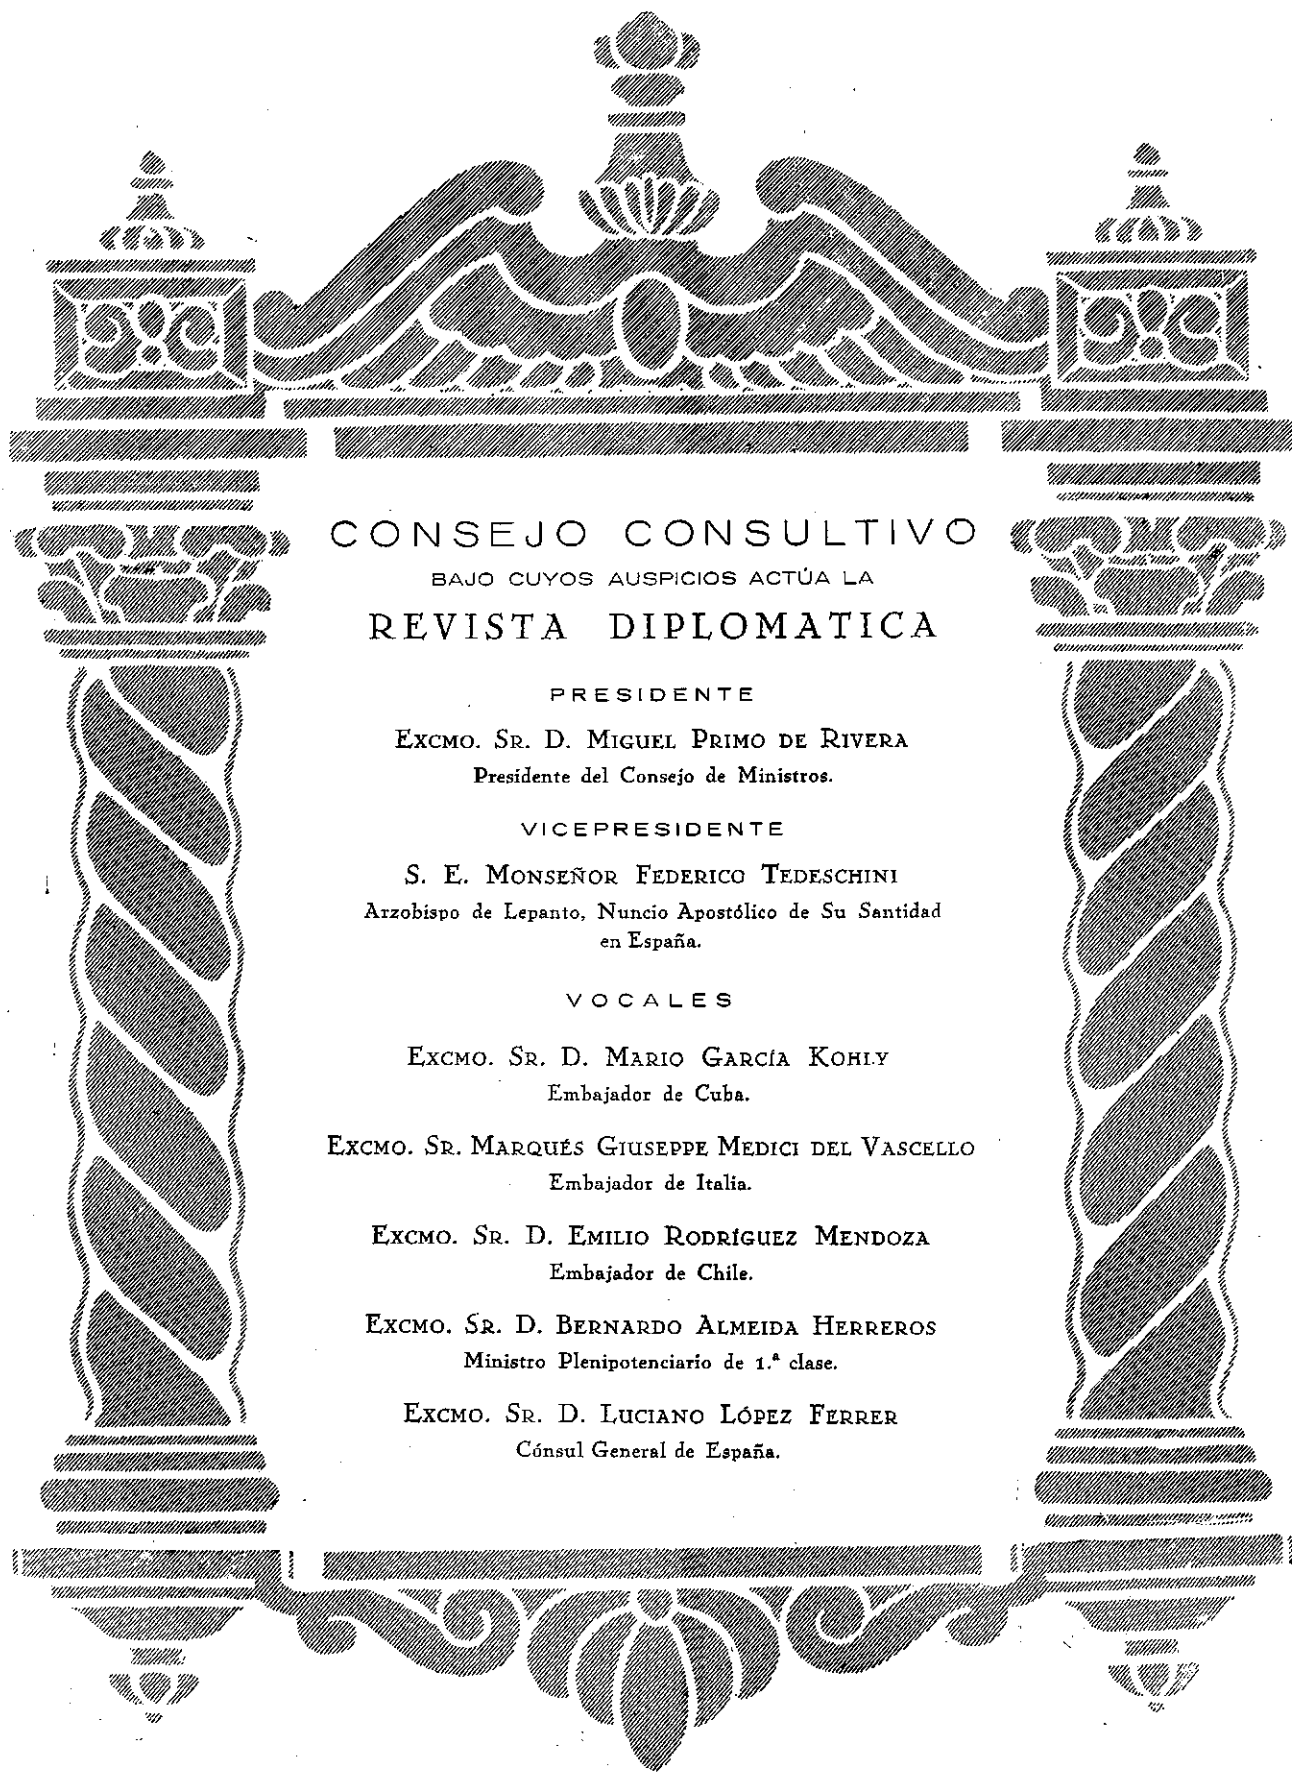 CONSEJO CONSULTIVO
BAJO CUYOS AUSPICIOS ACTÚA LA
REVISTA DIPLOMATICA
PRESIDENTE
EXCMO. SR. D. MIGUEL PRIMO DE RIVERA
Presidente del Consejo de Ministros.
VICEPRESIDENTE
S. E. MONSEÑOR FEDERICO TEDESCHINI
Arzobispo de Lepanto, Nuncio Apostólico de Su Santidad
en España.
VOCALES
EXCMO. SR. D. MARIO GARCÍA KOHLY
Embajador de Cuba.
EXCMO. SR. MARQUÉS GIUSEPPE MEDICI DEL VASCELLO
Embajador de Italia.
EXCMO. SR. D. EMILIO RODRÍGUEZ MENDOZA
Embajador de Chile.
EXCMO. SR. D. BERNARDO ALMEIDA HERREROS
Ministro Plenipotenciario de 1.ª clase.
EXCMO. SR. D. LUCIANO LÓPEZ FERRER
Cónsul General de España.